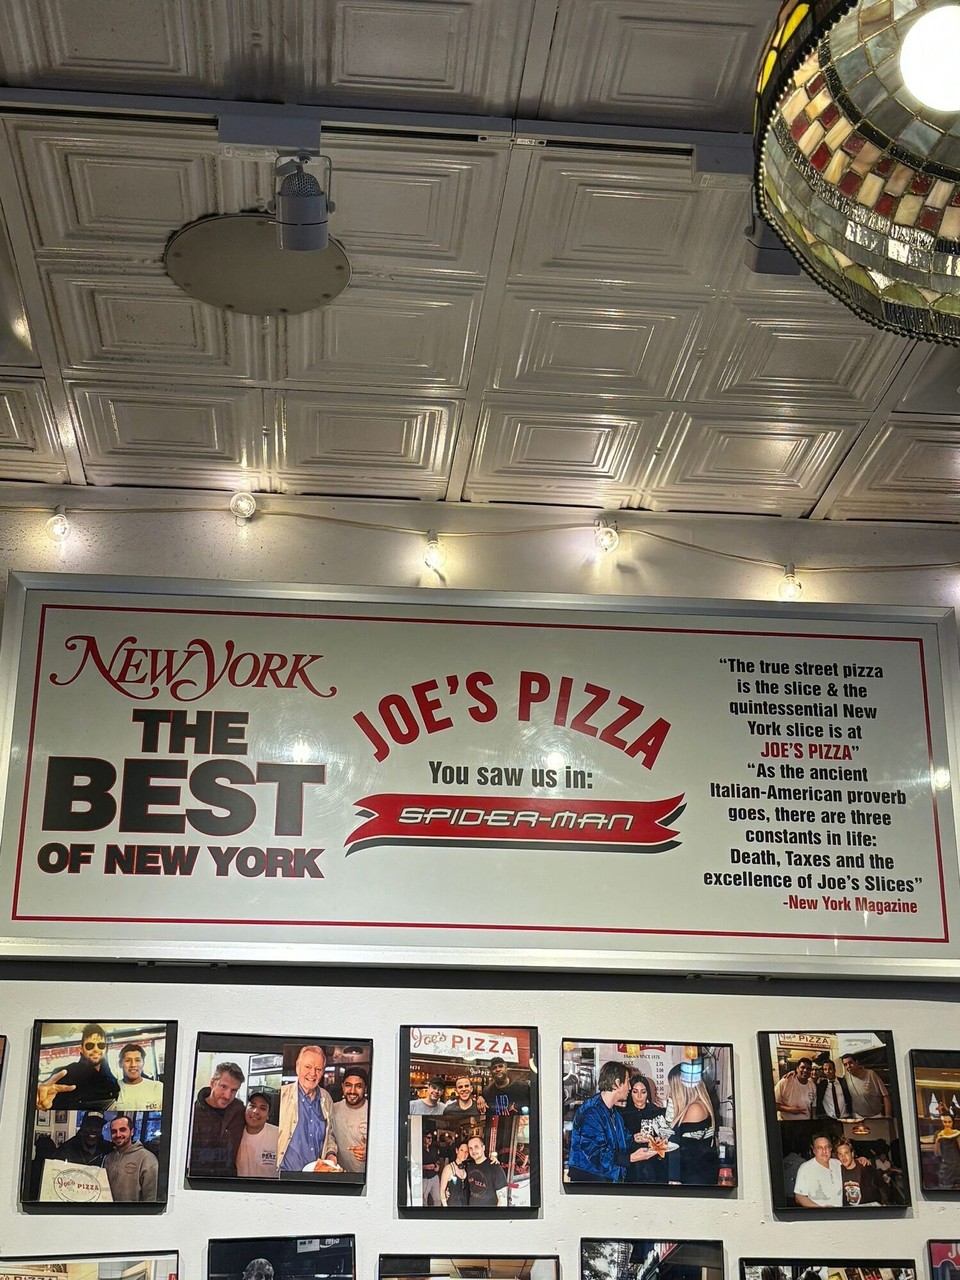 NEW YORK
THE
BEST
OF NEW YORK
JOE'S PIZZA
You saw us in:
SPIDER-MAN
“The true street pizza
is the slice & the
quintessential New
York slice is at
JOE'S PIZZA”
“As the ancient
Italian-American proverb
goes, there are three
constants in life:
Death, Taxes and the
excellence of Joe's Slices”
-New York Magazine
Joe's PIZZA
Joe's PIZZA
PIZZA